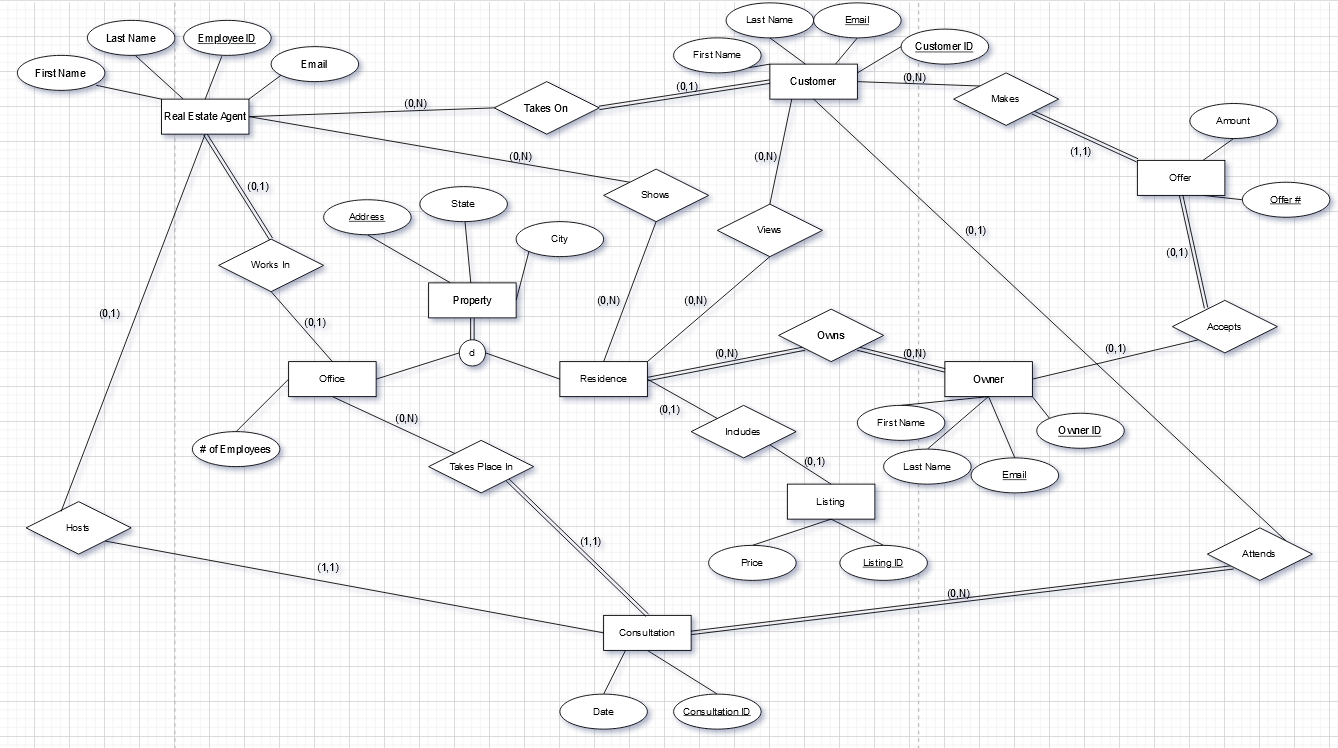 Last Name
Email
Last Name
Employee ID
Customer ID
First Name
Email
First Name
Customer
(0,N)
(0,1)
Makes
(0,N)
Takes On
Real Estate Agent
Amount
(0,N)
(0,N)
(1,1)
Offer
(0,1)
Shows
Offer #
State
Address
Views
(0,1)
City
(0,1)
Works In
Property
(0,N)
(0,N)
(0,1)
(0,1)
Accepts
Owns
d
(0,N)
(0,N)
(0,1)
Office
Residence
Owner
(0,1)
(0,N)
First Name
Owner ID
Includes
# of Employees
(0,1)
Takes Place In
Last Name
Email
Listing
Hosts
(1,1)
Attends
Price
Listing ID
(1,1)
(0,N)
Consultation
Date
Consultation ID